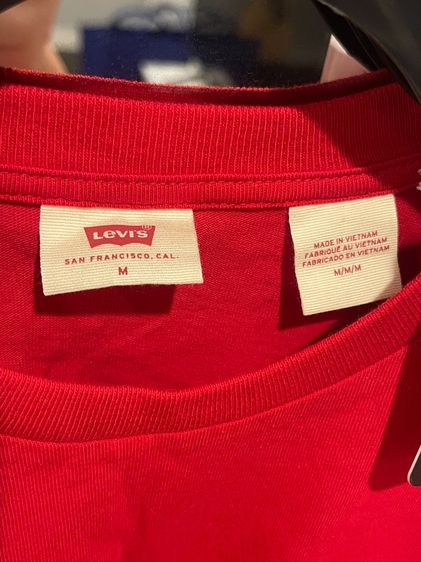 Levi's
SAN FRANCISCO, CAL.
M
MADE IN VIETNAM
FABRIQUÉ AU VIETNAM
FABRICADO EN VIETNAM
M/M/M